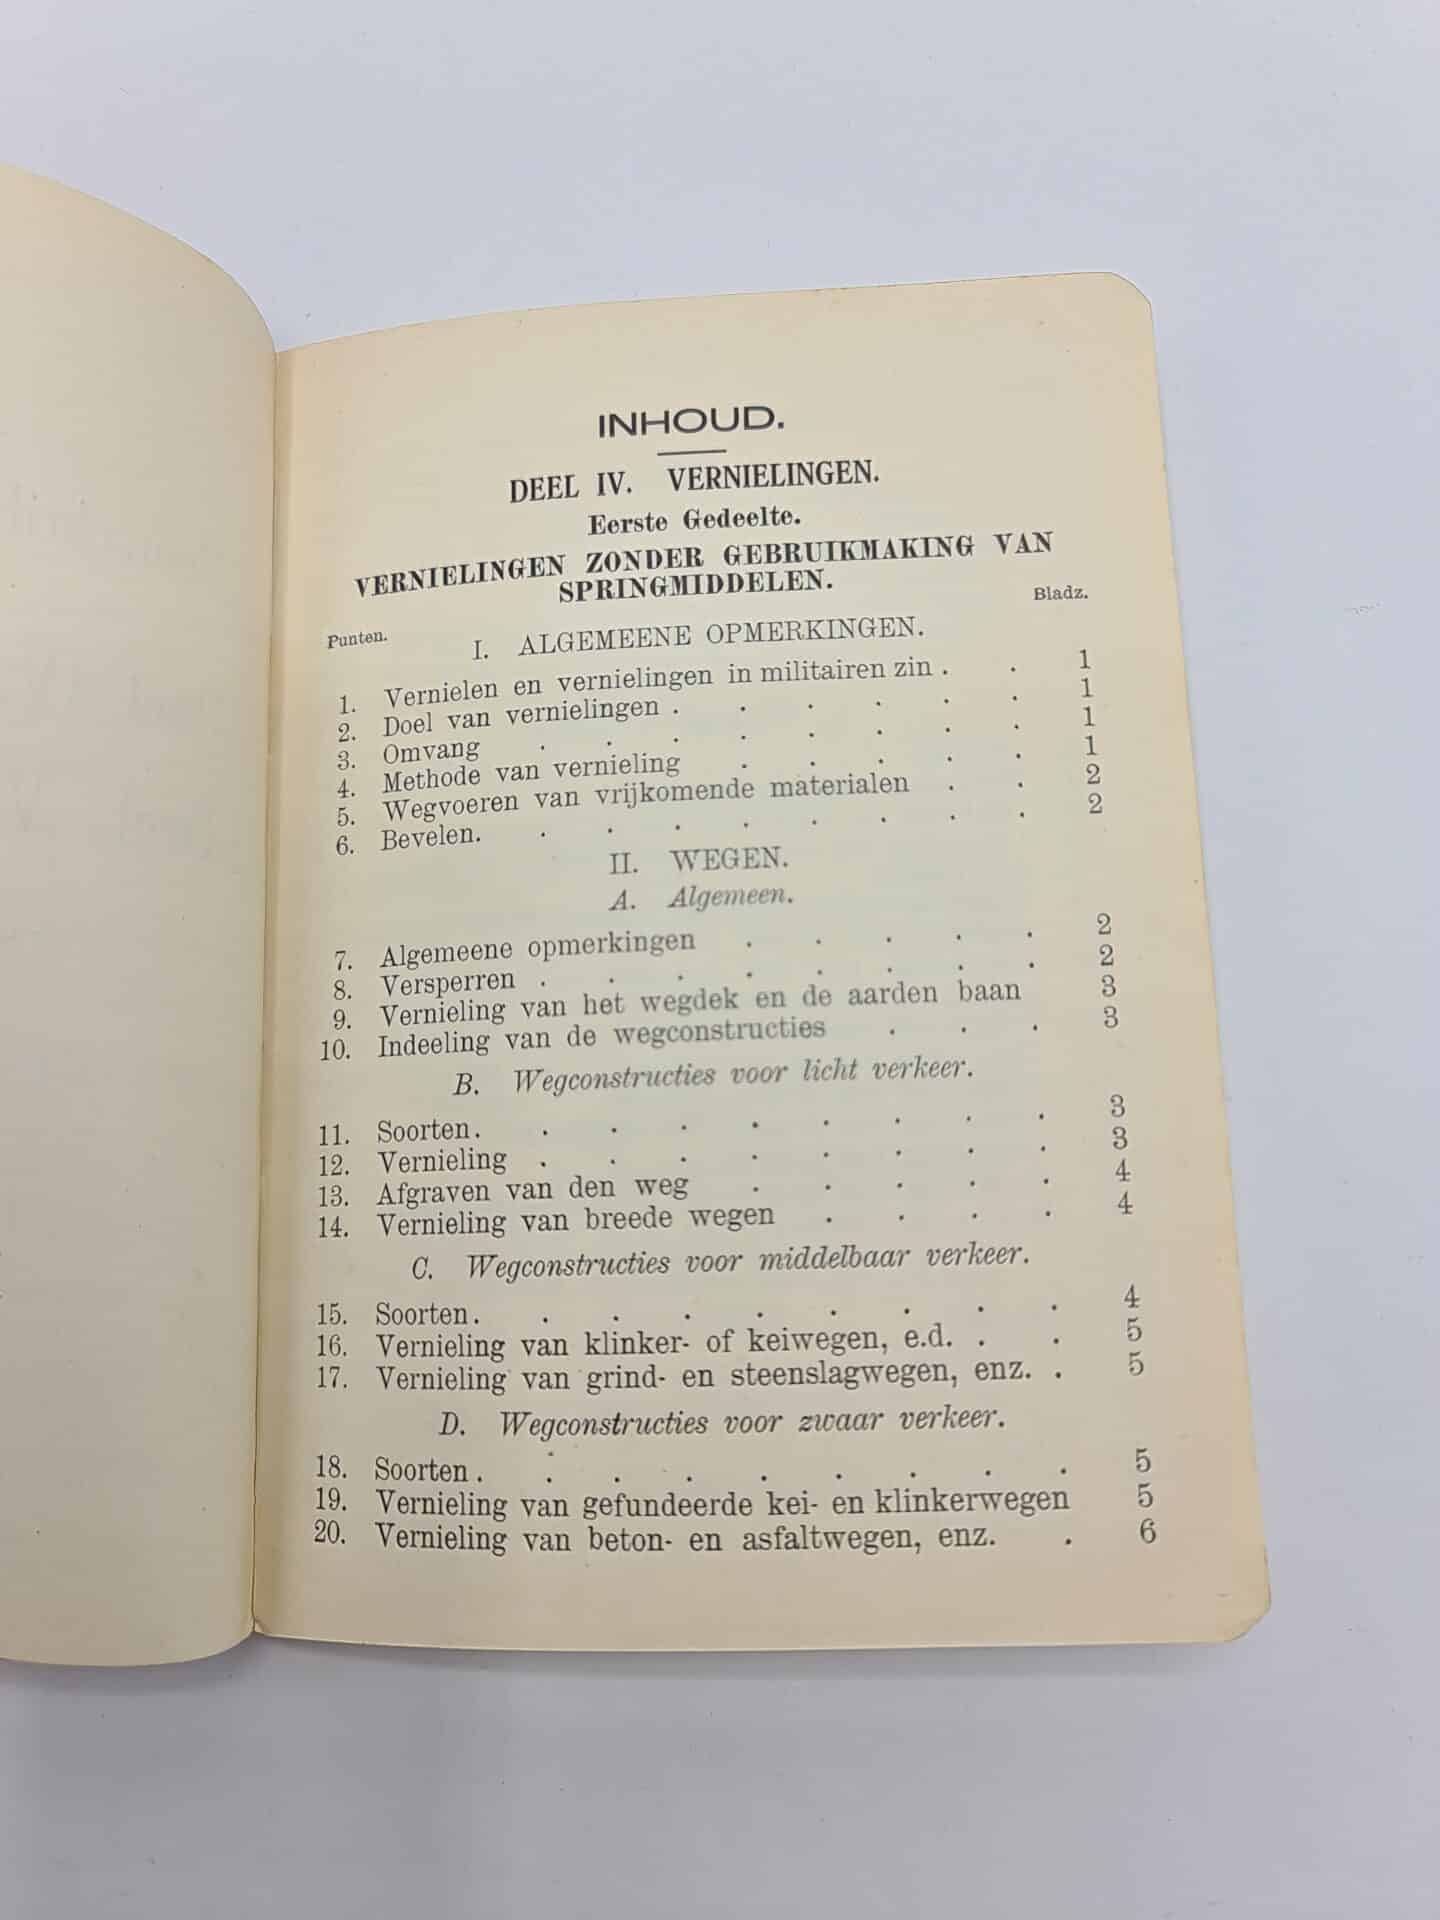 INHOUD.
DEEL IV. VERNIELINGEN.
Eerste Gedeelte.
VERNIELINGEN ZONDER GEBRUIKMAKING VAN
SPRINGMIDDELEN.
Punten. Bladz.
I. ALGEMEENE OPMERKINGEN.
1. Vernielen en vernielingen in militairen zin . . 1
2. Doel van vernielingen . . . . . . 1
3. Omvang . . . . . . . . 1
4. Methode van vernieling . . . . . 1
5. Wegvoeren van vrijkomende materialen . . 2
6. Bevelen. . . . . . . . . 2
II. WEGEN.
A. Algemeen.
7. Algemeene opmerkingen . . . . . 2
8. Versperren . . . . . . . . 2
9. Vernieling van het wegdek en de aarden baan 3
10. Indeeling van de wegconstructies . . . 3
B. Wegconstructies voor licht verkeer.
11. Soorten. . . . . . . . . 3
12. Vernieling . . . . . . . . 3
13. Afgraven van den weg . . . . . 4
14. Vernieling van breede wegen . . . . 4
C. Wegconstructies voor middelbaar verkeer.
15. Soorten. . . . . . . . . 4
16. Vernieling van klinker- of keiwegen, e.d. . . 5
17. Vernieling van grind- en steenslagwegen, enz. . 5
D. Wegconstructies voor zwaar verkeer.
18. Soorten. . . . . . . . . 5
19. Vernieling van gefundeerde kei- en klinkerwegen 5
20. Vernieling van beton- en asfaltwegen, enz. . 6